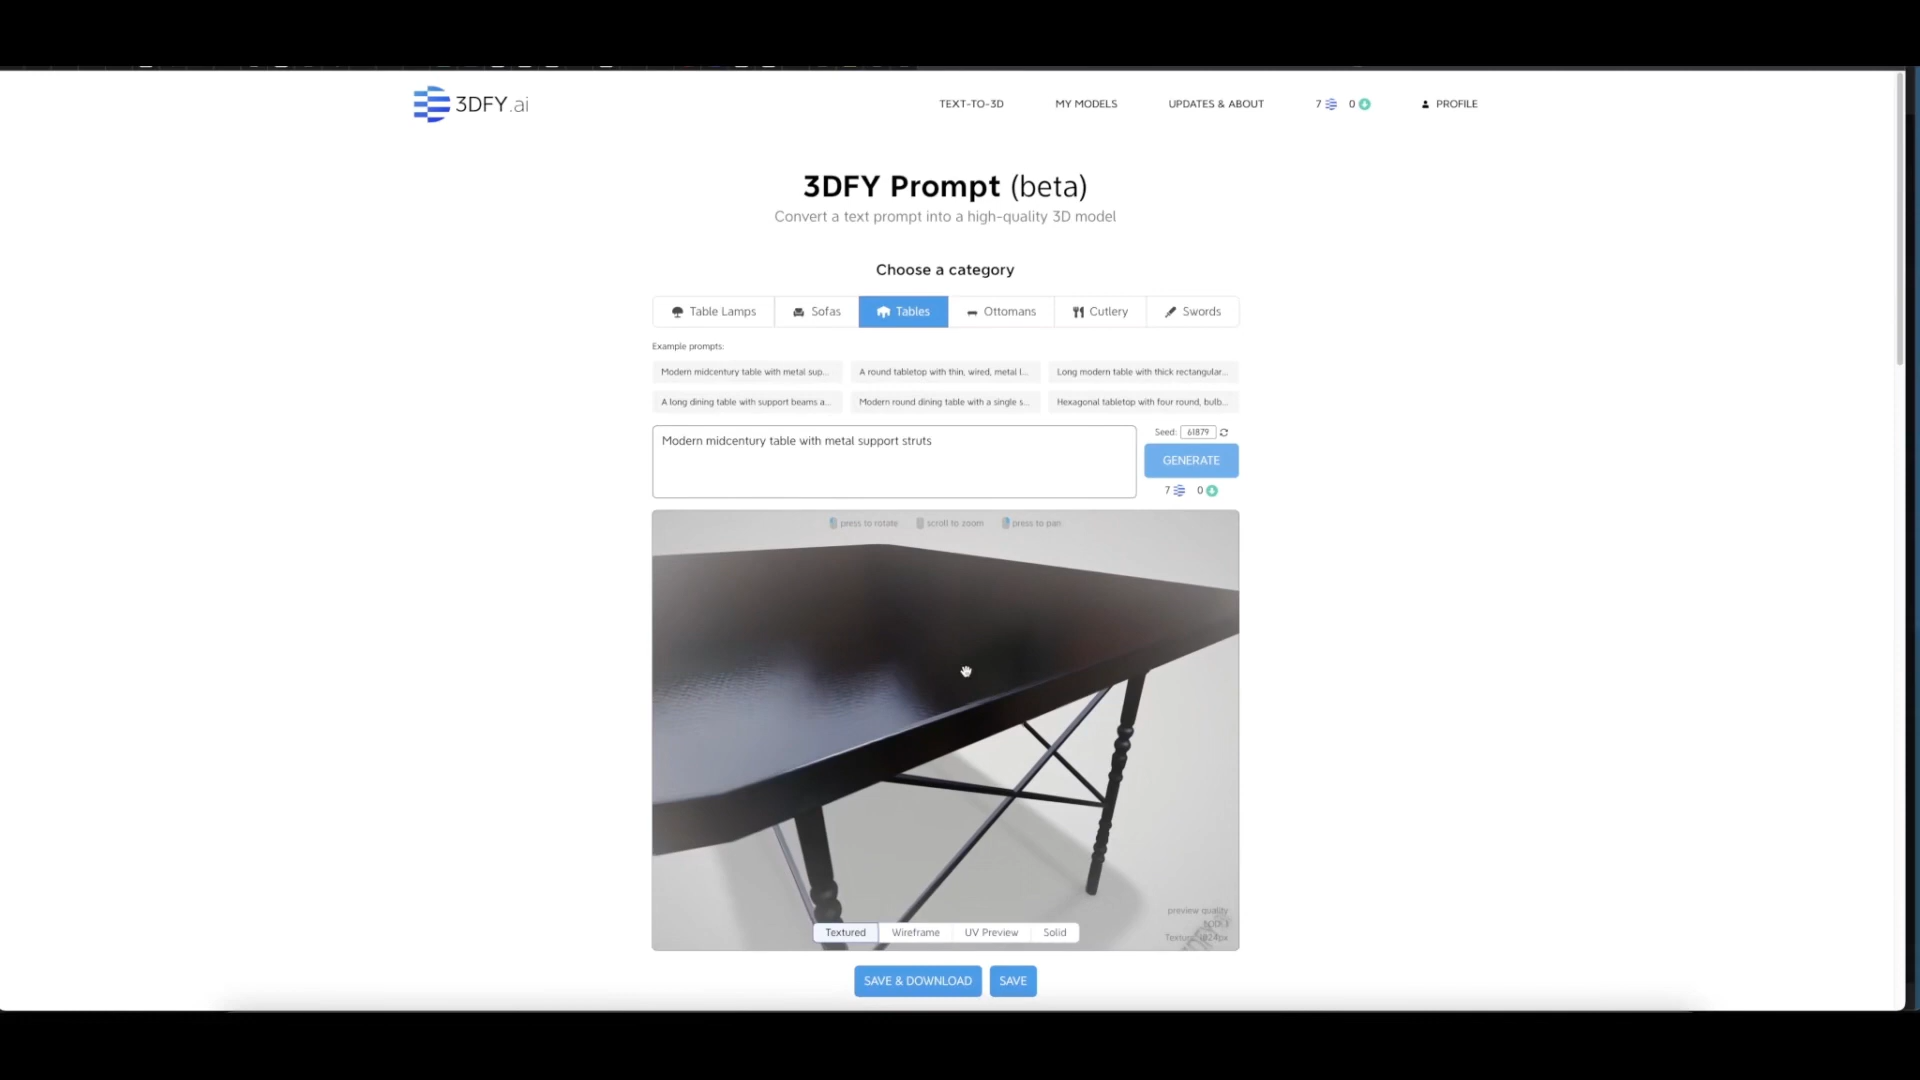 3DFY.ai
TEXT-TO-3D
MY MODELS
UPDATES & ABOUT
7
0
PROFILE
3DFY Prompt (beta)
Convert a text prompt into a high-quality 3D model
Choose a category
Table Lamps
Sofas
Tables
Ottomans
Cutlery
Swords
Example prompts:
Modern midcentury table with metal sup...
A round tabletop with thin, wired, metal l...
Long modern table with thick rectangular...
A long dining table with support beams a...
Modern round dining table with a single s...
Hexagonal tabletop with four round, bulb...
Modern midcentury table with metal support struts
Seed: 61879
GENERATE
7
0
press to rotate
scroll to zoom
press to pan
preview quality
Texture 1024px
Textured
Wireframe
UV Preview
Solid
SAVE & DOWNLOAD
SAVE